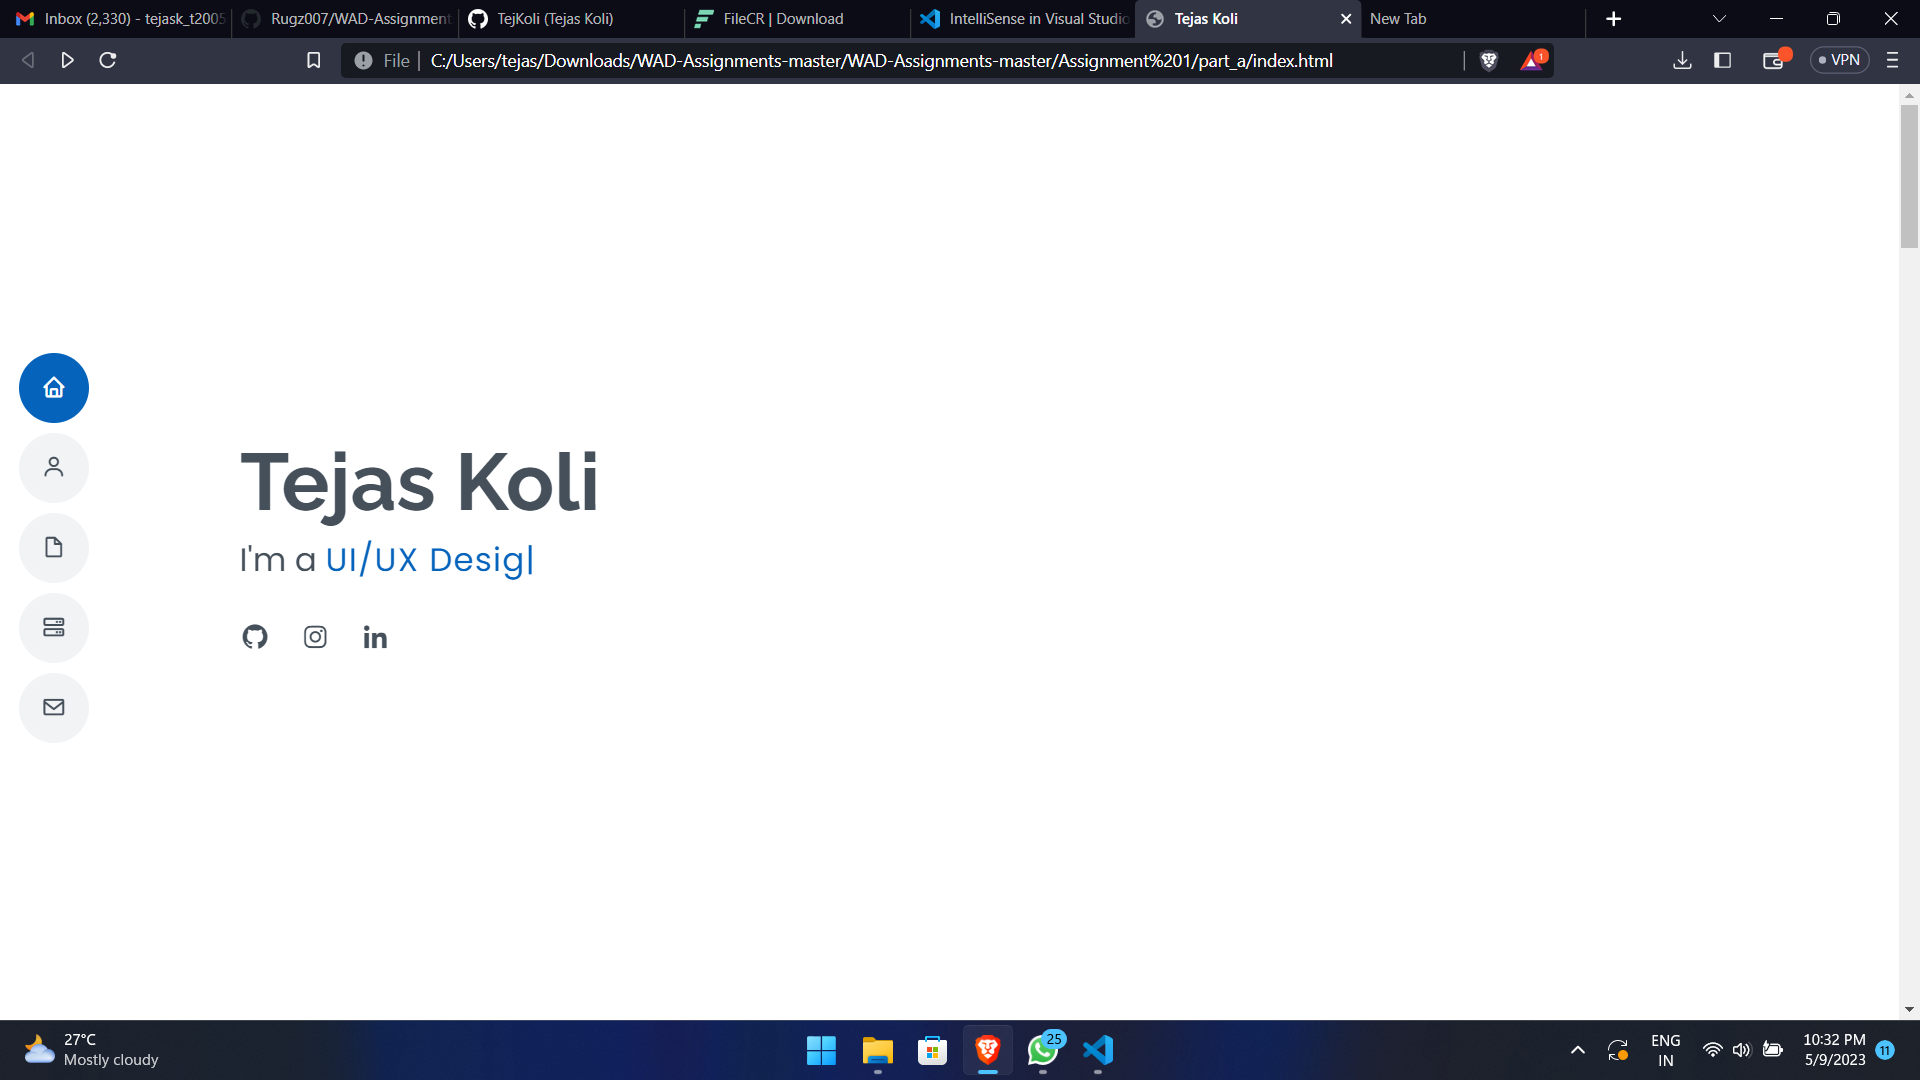 Inbox (2,330) - tejask_t2005
Rugz007/WAD-Assignment
TejKoli (Tejas Koli)
FileCR | Download
IntelliSense in Visual Studio
Tejas Koli
New Tab
File
C:/Users/tejas/Downloads/WAD-Assignments-master/WAD-Assignments-master/Assignment%201/part_a/index.html
1
VPN
Tejas Koli
I'm a UI/UX Desig|
27°C
Mostly cloudy
25
ENG
IN
10:32 PM
5/9/2023
11